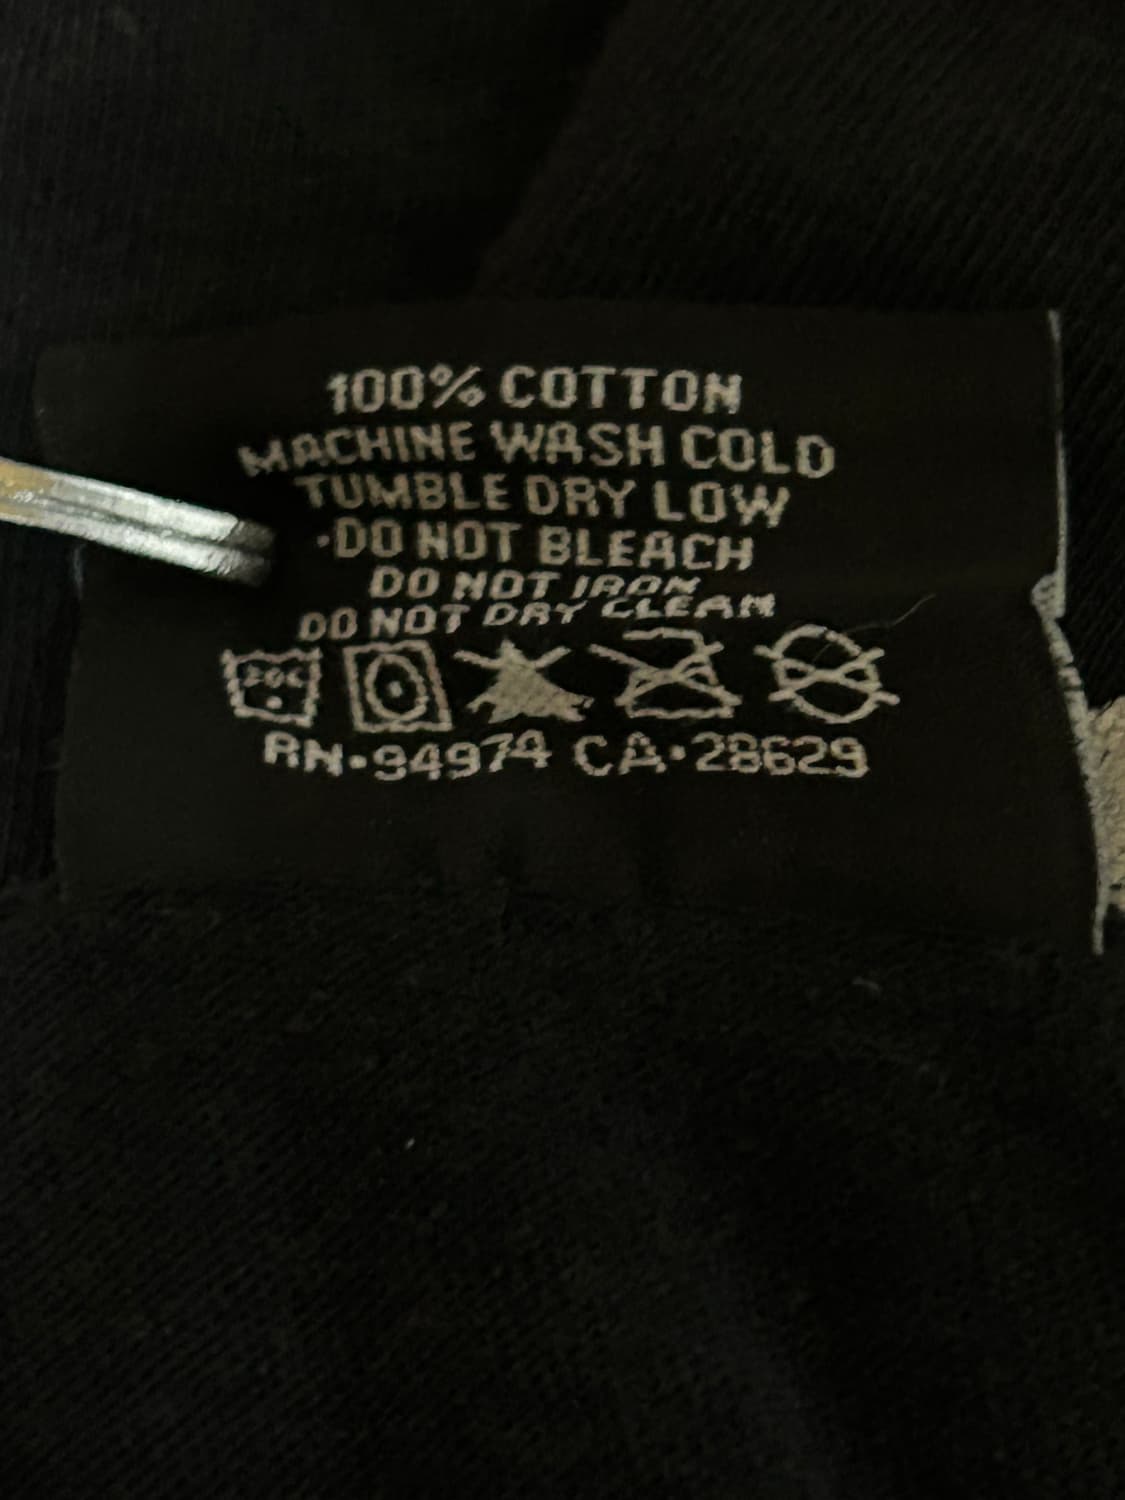 100% COTTON
MACHINE WASH COLD
TUMBLE DRY LOW
·DO NOT BLEACH
DO NOT IRON
DO NOT DRY CLEAN
RN·94974 CA·28629